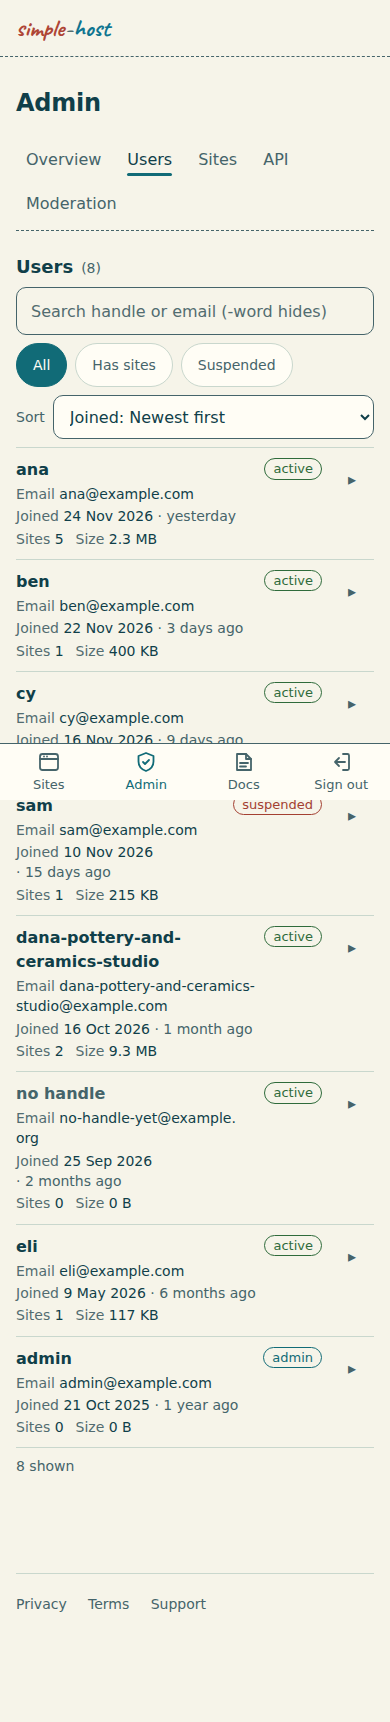 simple-host
Admin
Overview Users Sites API
Moderation
Users (8)
Search handle or email (-word hides)
All Has sites Suspended
Sort Joined: Newest first
ana active ▸
Email ana@example.com
Joined 24 Nov 2026 · yesterday
Sites 5 Size 2.3 MB
ben active ▸
Email ben@example.com
Joined 22 Nov 2026 · 3 days ago
Sites 1 Size 400 KB
cy active ▸
Email cy@example.com
Joined 16 Nov 2026 · 9 days ago
Sites Admin Docs Sign out
sam suspended ▸
Email sam@example.com
Joined 10 Nov 2026
· 15 days ago
Sites 1 Size 215 KB
dana-pottery-and- active ▸
ceramics-studio
Email dana-pottery-and-ceramics-
studio@example.com
Joined 16 Oct 2026 · 1 month ago
Sites 2 Size 9.3 MB
no handle active ▸
Email no-handle-yet@example.
org
Joined 25 Sep 2026
· 2 months ago
Sites 0 Size 0 B
eli active ▸
Email eli@example.com
Joined 9 May 2026 · 6 months ago
Sites 1 Size 117 KB
admin admin ▸
Email admin@example.com
Joined 21 Oct 2025 · 1 year ago
Sites 0 Size 0 B
8 shown
Privacy Terms Support